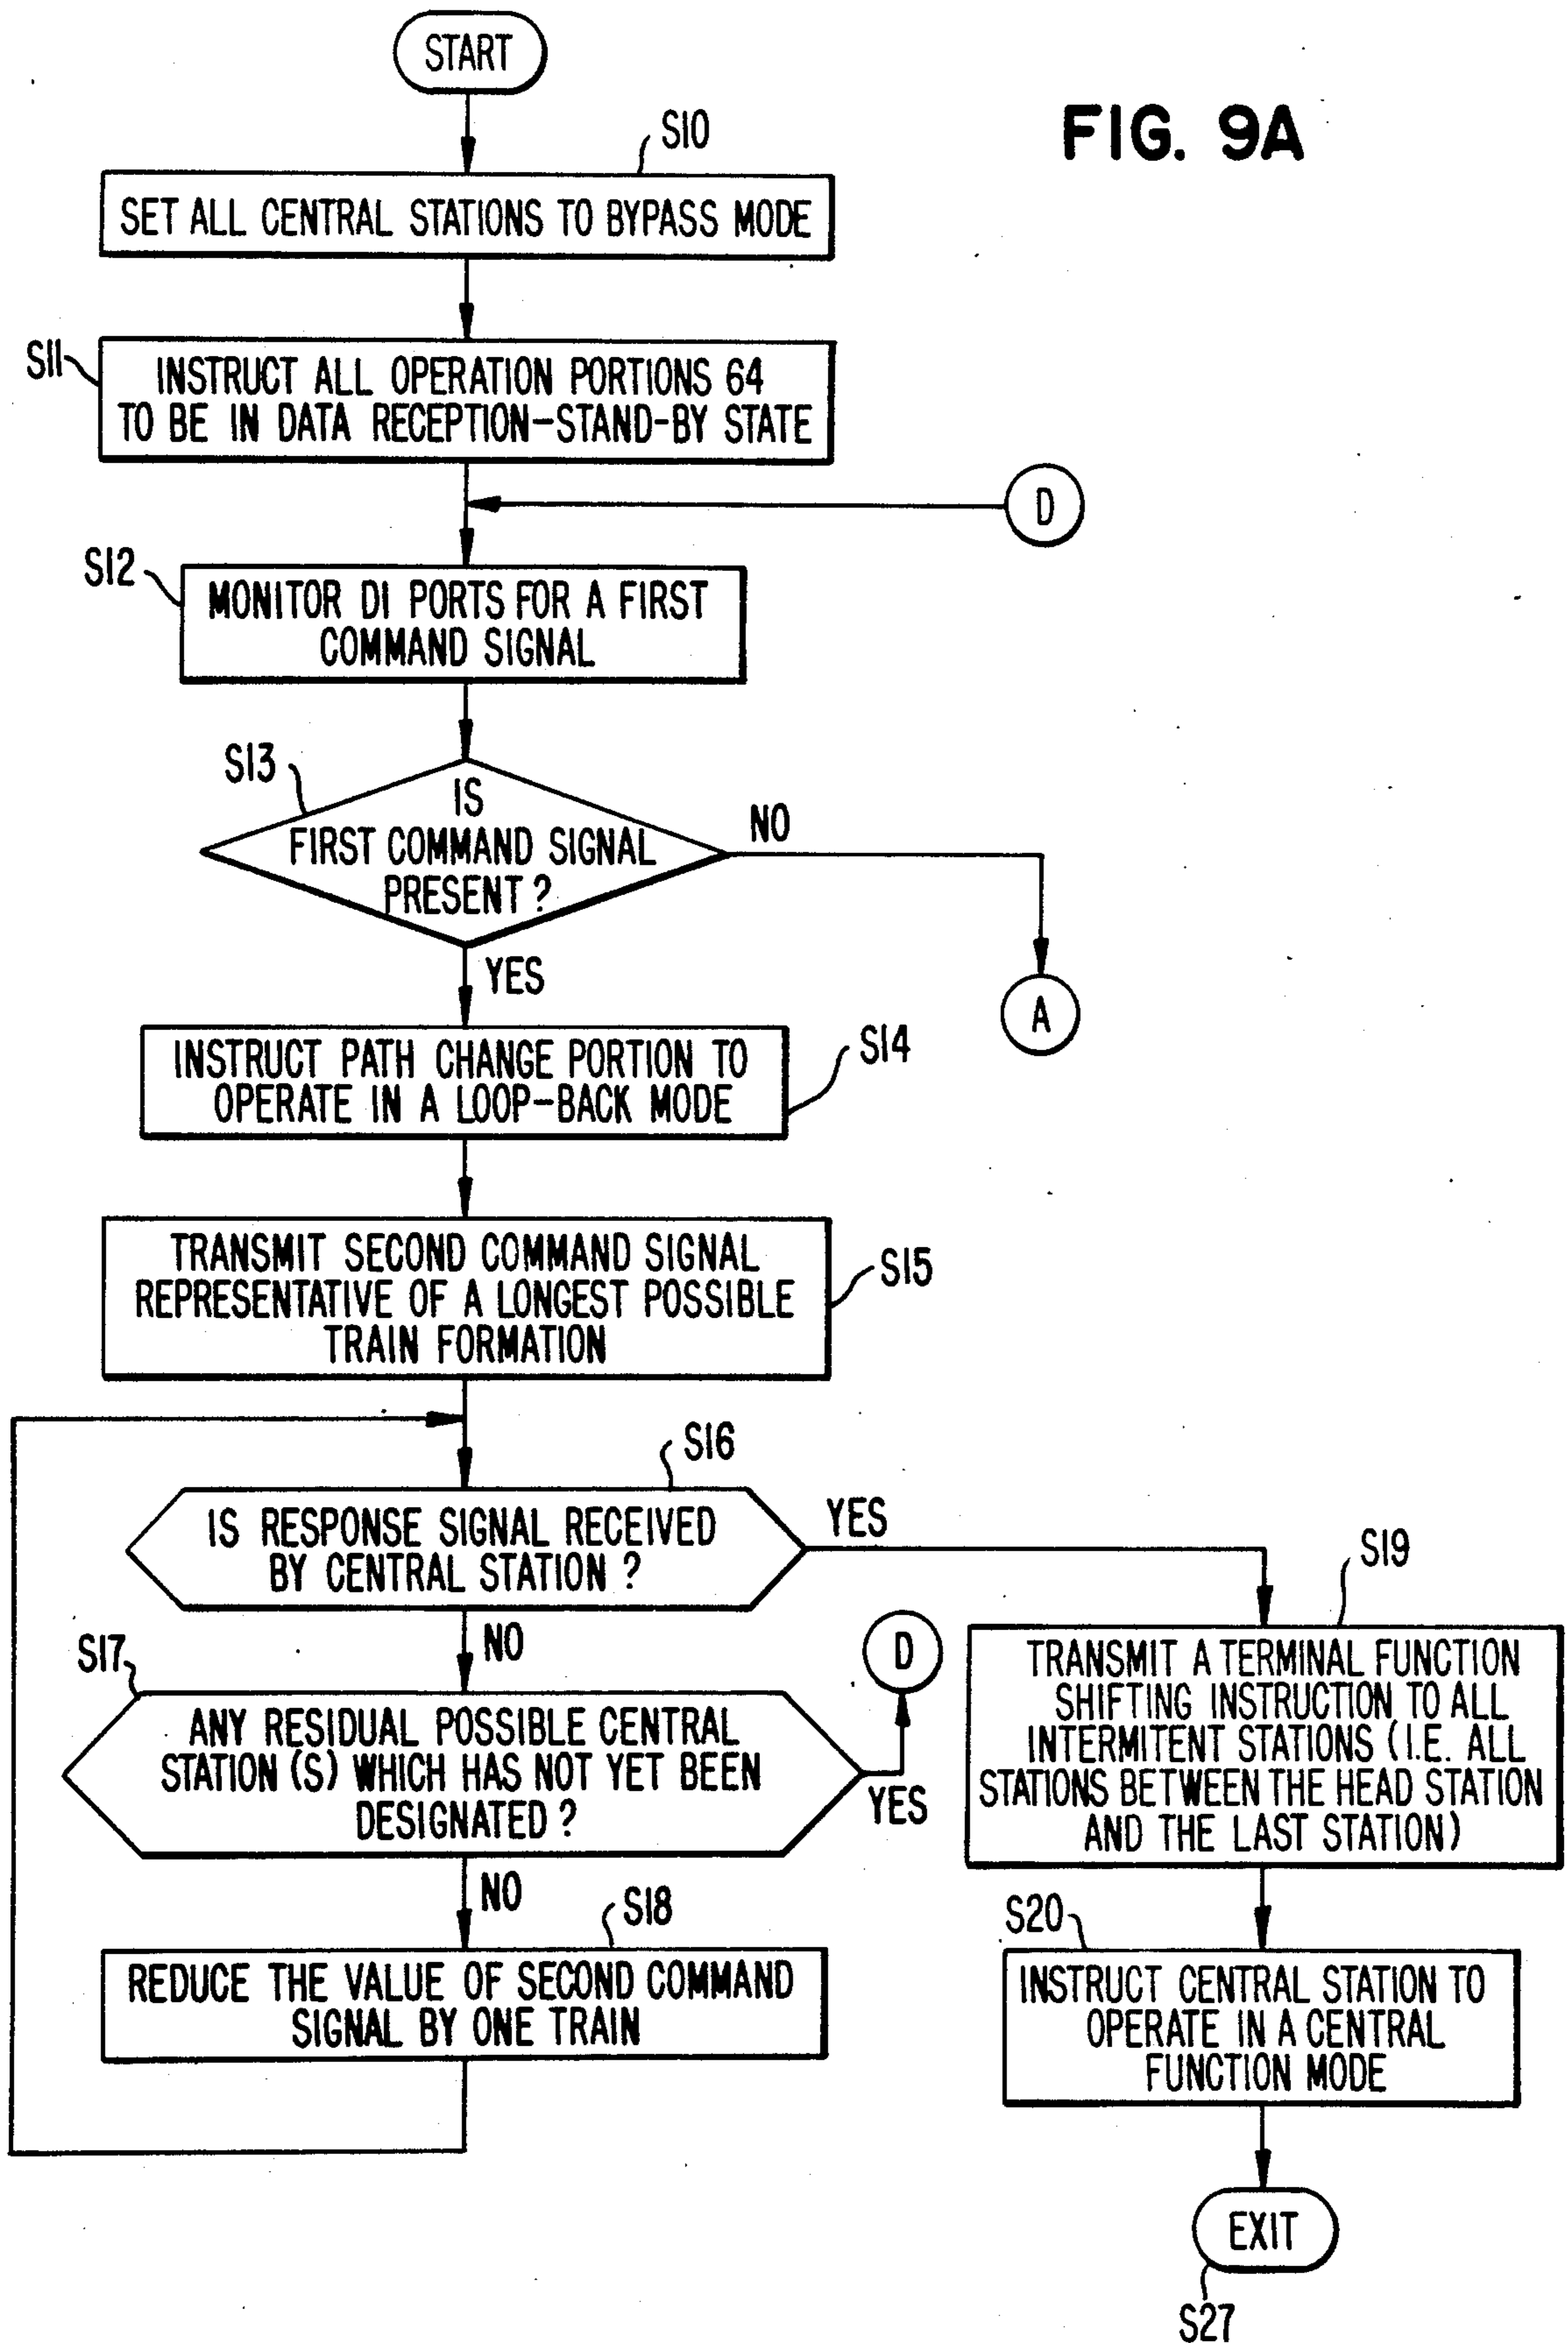 START
FIG. 9A
S10
SET ALL CENTRAL STATIONS TO BYPASS MODE
S11
INSTRUCT ALL OPERATION PORTIONS 64
TO BE IN DATA RECEPTION-STAND-BY STATE
D
S12
MONITOR DI PORTS FOR A FIRST
COMMAND SIGNAL
S13
IS
FIRST COMMAND SIGNAL
PRESENT ?
NO
YES
A
S14
INSTRUCT PATH CHANGE PORTION TO
OPERATE IN A LOOP-BACK MODE
S15
TRANSMIT SECOND COMMAND SIGNAL
REPRESENTATIVE OF A LONGEST POSSIBLE
TRAIN FORMATION
S16
IS RESPONSE SIGNAL RECEIVED
BY CENTRAL STATION ?
YES
NO
S17
ANY RESIDUAL POSSIBLE CENTRAL
STATION (S) WHICH HAS NOT YET BEEN
DESIGNATED ?
D
YES
NO
S18
REDUCE THE VALUE OF SECOND COMMAND
SIGNAL BY ONE TRAIN
S19
TRANSMIT A TERMINAL FUNCTION
SHIFTING INSTRUCTION TO ALL
INTERMITENT STATIONS (I.E. ALL
STATIONS BETWEEN THE HEAD STATION
AND THE LAST STATION)
S20
INSTRUCT CENTRAL STATION TO
OPERATE IN A CENTRAL
FUNCTION MODE
EXIT
S27